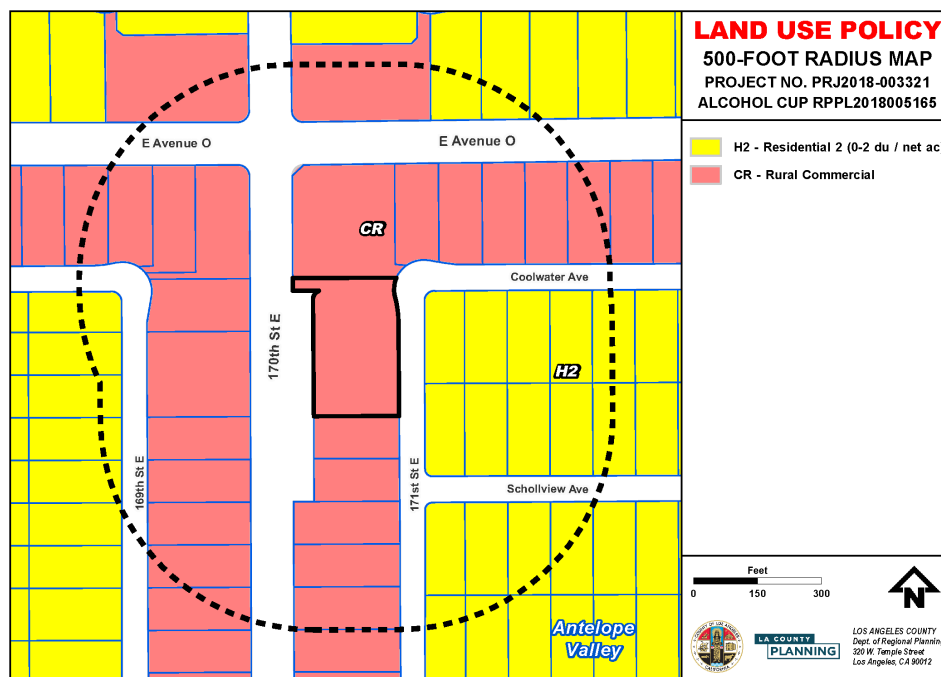 LAND USE POLICY
500-FOOT RADIUS MAP
PROJECT NO. PRJ2018-003321
ALCOHOL CUP RPPL2018005165
H2 - Residential 2 (0-2 du / net ac
CR - Rural Commercial
E Avenue O
E Avenue O
CR
Coolwater Ave
170th St E
H2
169th St E
171st St E
Schollview Ave
Antelope
Valley
Feet
0 150 300
N
LA COUNTY
PLANNING
LOS ANGELES COUNTY
Dept. of Regional Planning
320 W. Temple Street
Los Angeles, CA 90012